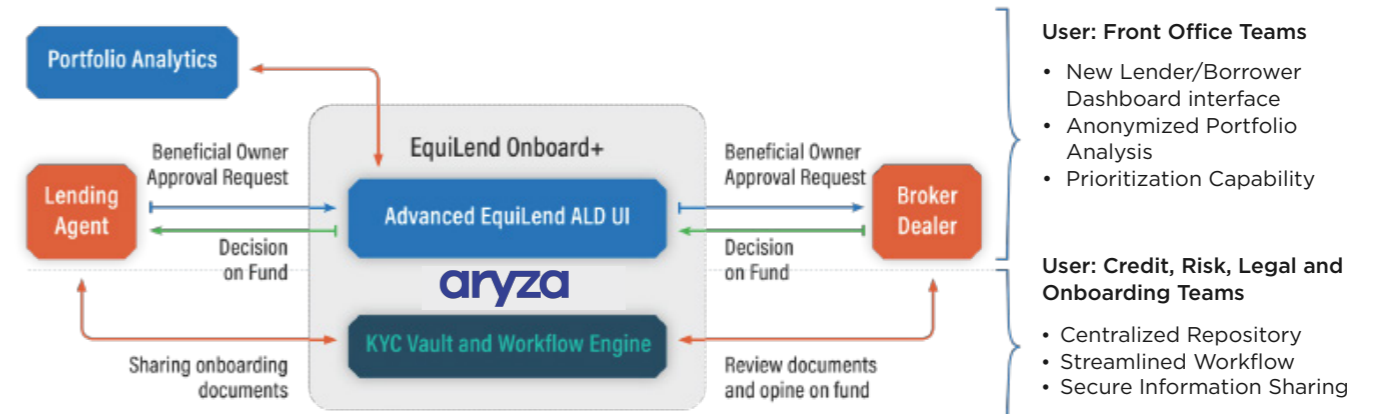 Portfolio Analytics
EquiLend Onboard+
Beneficial Owner
Approval Request
Lending
Agent
Decision
on Fund
Advanced EquiLend ALD UI
Beneficial Owner
Approval Request
Broker
Dealer
Decision
on Fund
aryza
KYC Vault and Workflow Engine
Sharing onboarding
documents
Review documents
and opine on fund
User: Front Office Teams
• New Lender/Borrower
Dashboard interface
• Anonymized Portfolio
Analysis
• Prioritization Capability
User: Credit, Risk, Legal and
Onboarding Teams
• Centralized Repository
• Streamlined Workflow
• Secure Information Sharing